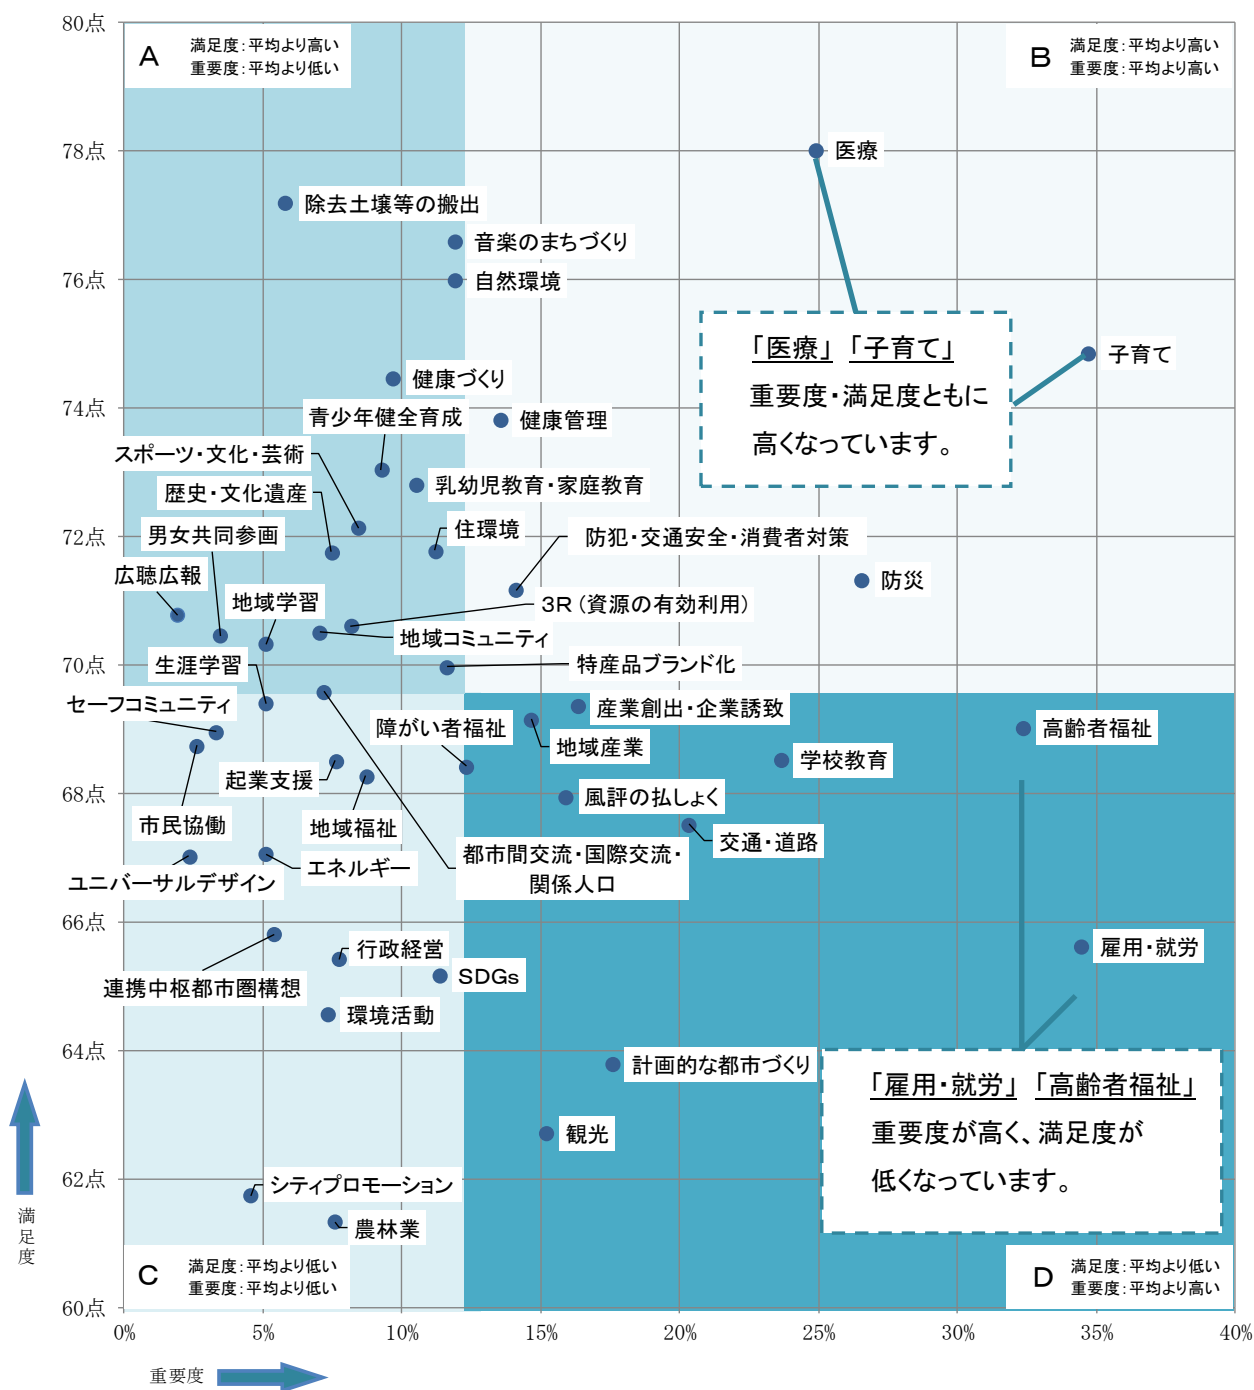 80点
A
満足度：平均より高い
重要度：平均より低い
B
満足度：平均より高い
重要度：平均より高い
78点
医療
除去土壌等の搬出
音楽のまちづくり
76点
自然環境
「医療」 「子育て」
重要度・満足度ともに
高くなっています。
子育て
健康づくり
74点
青少年健全育成
健康管理
スポーツ・文化・芸術
歴史・文化遺産
乳幼児教育・家庭教育
男女共同参画
住環境
72点
防犯・交通安全・消費者対策
広聴広報
防災
地域学習
3R（資源の有効利用）
地域コミュニティ
70点
生涯学習
特産品ブランド化
セーフコミュニティ
障がい者福祉
産業創出・企業誘致
地域産業
高齢者福祉
学校教育
起業支援
68点
風評の払しょく
市民協働
地域福祉
交通・道路
ユニバーサルデザイン
エネルギー
都市間交流・国際交流・
関係人口
66点
行政経営
雇用・就労
連携中枢都市圏構想
SDGs
環境活動
64点
計画的な都市づくり
「雇用・就労」 「高齢者福祉」
重要度が高く、満足度が
低くなっています。
観光
62点
シティプロモーション
農林業
満足度
C
満足度：平均より低い
重要度：平均より低い
D
満足度：平均より低い
重要度：平均より高い
60点
0%
5%
10%
15%
20%
25%
30%
35%
40%
重要度